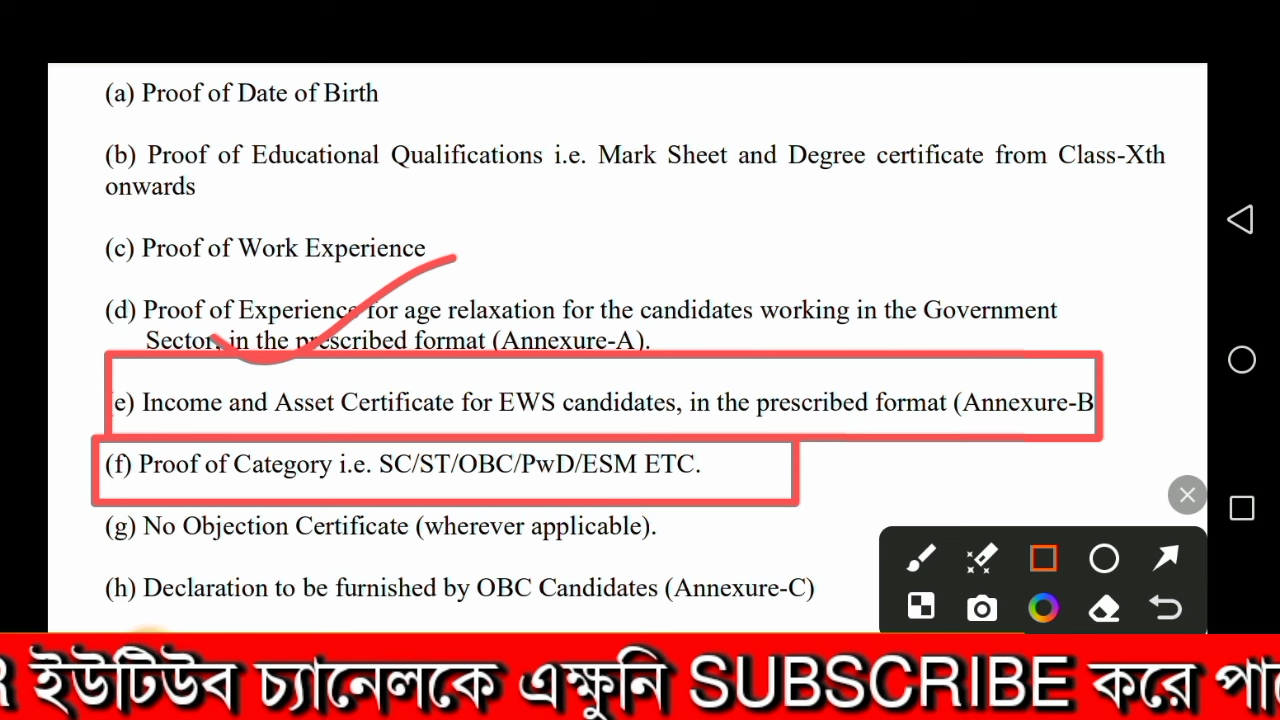 (a) Proof of Date of Birth
(b) Proof of Educational Qualifications i.e. Mark Sheet and Degree certificate from Class-Xth
onwards
(c) Proof of Work Experience
(d) Proof of Experience for age relaxation for the candidates working in the Government
Sector, in the prescribed format (Annexure-A).
e) Income and Asset Certificate for EWS candidates, in the prescribed format (Annexure-B
(f) Proof of Category i.e. SC/ST/OBC/PwD/ESM ETC.
(g) No Objection Certificate (wherever applicable).
(h) Declaration to be furnished by OBC Candidates (Annexure-C)
R ইউটিউব চ্যানেলকে এক্ষুনি SUBSCRIBE করে